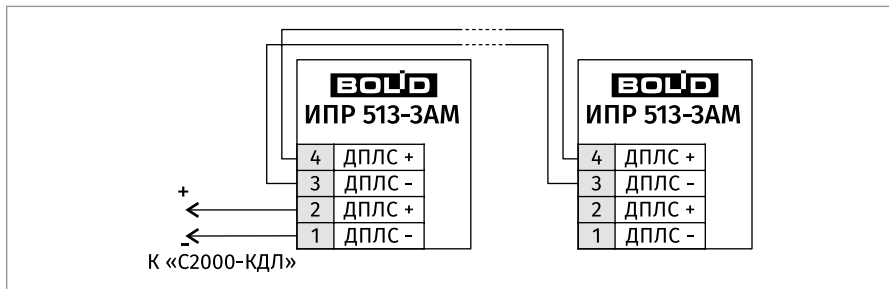 BOLID
ИПР 513-3АМ
4 ДПЛС +
3 ДПЛС -
2 ДПЛС +
1 ДПЛС -
+
-
К «С2000-КДЛ»
BOLID
ИПР 513-3АМ
4 ДПЛС +
3 ДПЛС -
2 ДПЛС +
1 ДПЛС -